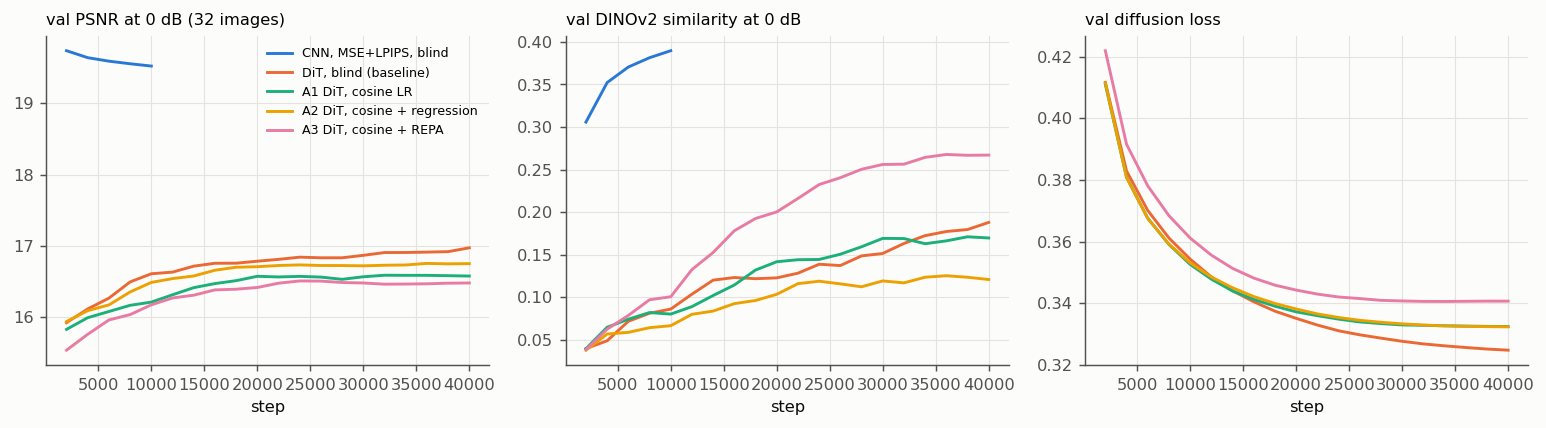 val PSNR at 0 dB (32 images)
19
18
17
16
5000 10000 15000 20000 25000 30000 35000 40000
step
CNN, MSE+LPIPS, blind
DiT, blind (baseline)
A1 DiT, cosine LR
A2 DiT, cosine + regression
A3 DiT, cosine + REPA
val DINOv2 similarity at 0 dB
0.40
0.35
0.30
0.25
0.20
0.15
0.10
0.05
5000 10000 15000 20000 25000 30000 35000 40000
step
val diffusion loss
0.42
0.40
0.38
0.36
0.34
0.32
5000 10000 15000 20000 25000 30000 35000 40000
step